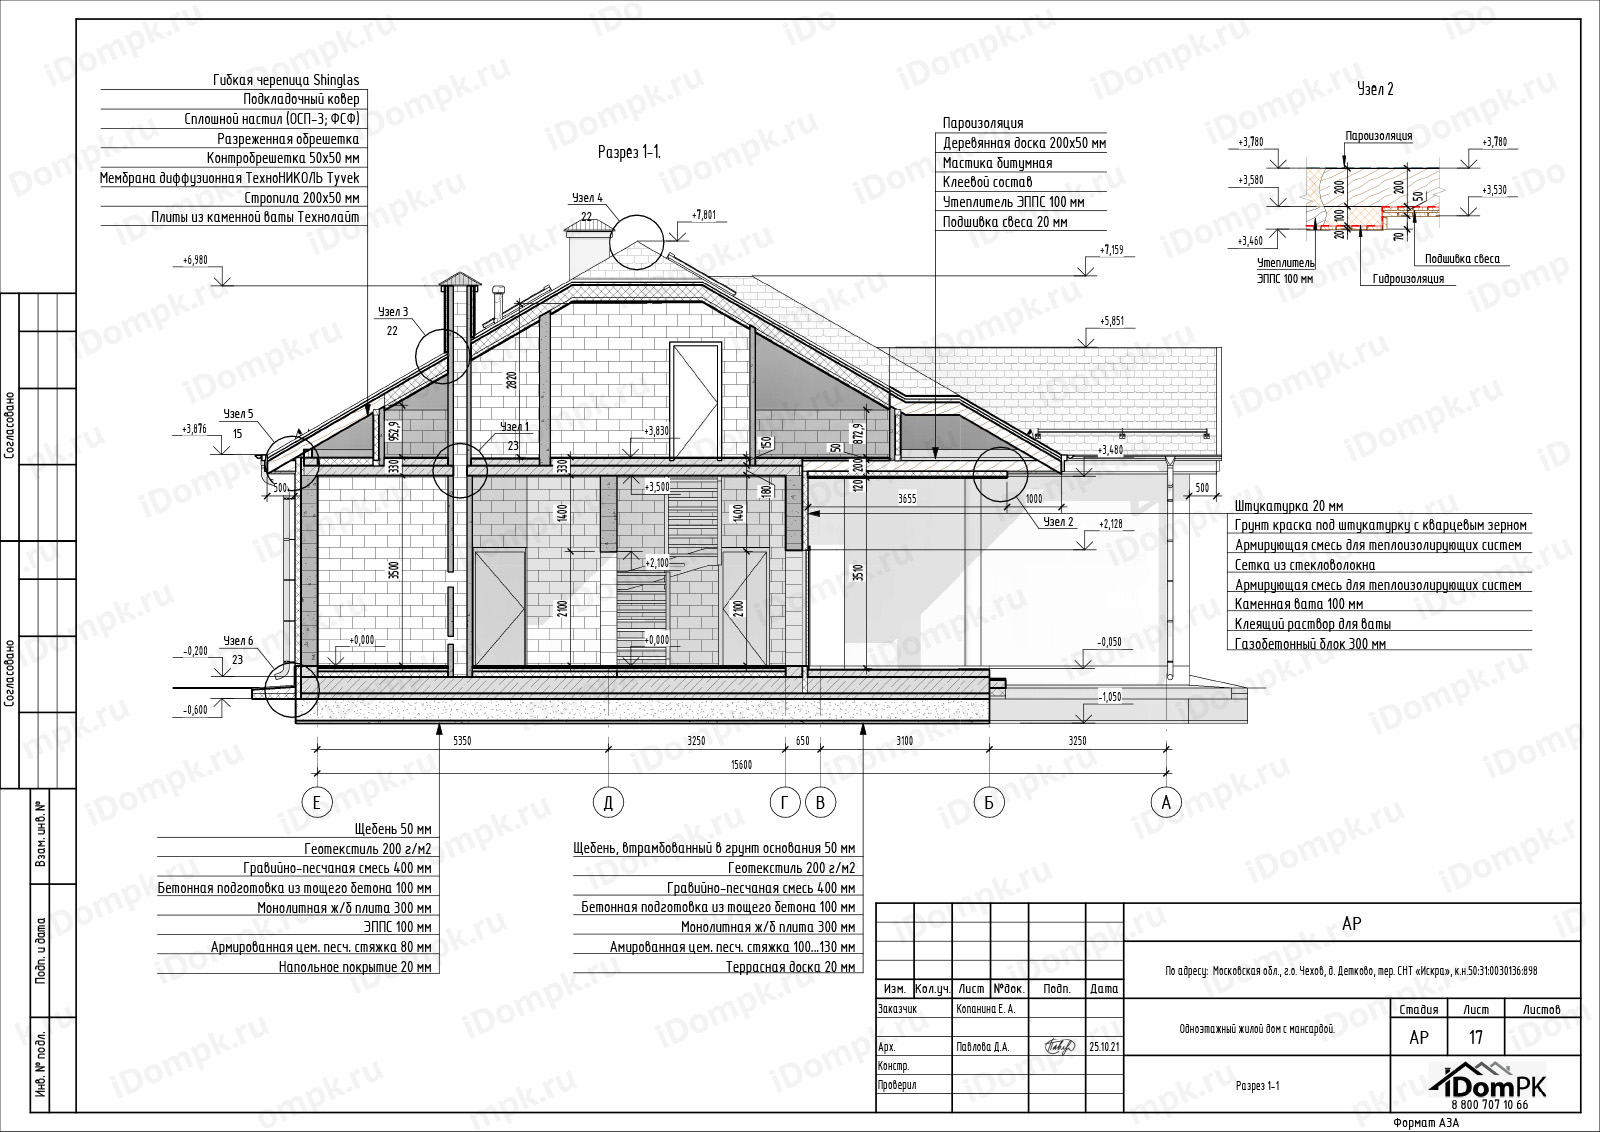 Гибкая черепица Shinglas
Подкладочный ковер
Сплошной настил (ОСП-3; ФСФ)
Разреженная обрешетка
Контробрешетка 50х50 мм
Мембрана диффузионная ТехноНИКОЛЬ Tyvek
Стропила 200х50 мм
Плиты из каменной ваты Технолайт
Разрез 1-1.
Пароизоляция
Деревянная доска 200х50 мм
Мастика битумная
Клеевой состав
Утеплитель ЭППС 100 мм
Подшивка свеса 20 мм
Узел 2
Пароизоляция
+3,780
+3,780
+3,580
+3,530
+3,460
200
100
20
200
50
70
Утеплитель
ЭППС 100 мм
Подшивка свеса
Гидроизоляция
Узел 4
22
+7,801
+7,159
+6,980
+5,851
Узел 3
22
Узел 5
15
+3,876
Узел 1
23
2820
952,9
330
330
+3,830
150
50
872,9
200
120
+3,480
500
+3,500
1400
1400
180
3655
1000
500
Узел 2
+2,128
3500
+2,100
3510
2100
2100
+0,000
+0,000
-0,050
Узел 6
23
-0,200
-0,600
-1,050
Штукатурка 20 мм
Грунт краска под штукатурку с кварцевым зерном
Армирующая смесь для теплоизолирующих систем
Сетка из стекловолокна
Армирующая смесь для теплоизолирующих систем
Каменная вата 100 мм
Клеящий раствор для ваты
Газобетонный блок 300 мм
5350
3250
650
3100
3250
15600
Е
Д
Г
В
Б
А
Щебень 50 мм
Геотекстиль 200 г/м2
Гравийно-песчаная смесь 400 мм
Бетонная подготовка из тощего бетона 100 мм
Монолитная ж/б плита 300 мм
ЭППС 100 мм
Армированная цем. песч. стяжка 80 мм
Напольное покрытие 20 мм
Щебень, втрамбованный в грунт основания 50 мм
Геотекстиль 200 г/м2
Гравийно-песчаная смесь 400 мм
Бетонная подготовка из тощего бетона 100 мм
Монолитная ж/б плита 300 мм
Амированная цем. песч. стяжка 100...130 мм
Террасная доска 20 мм
Согласовано
Согласовано
Взам. инв. №
Подп. и дата
Инв. № подл.
АР
По адресу: Московская обл., г.о. Чехов, д. Детково, тер. СНТ «Искра», к.н.50:31:0030136:898
Изм.
Кол.уч.
Лист
№док.
Подп.
Дата
Заказчик
Копанина Е. А.
Арх.
Павлова Д.А.
25.10.21
Констр.
Проверил
Одноэтажный жилой дом с мансардой.
Стадия
Лист
Листов
АР
17
Разрез 1-1
iDomPK
8 800 707 10 66
Формат А3А